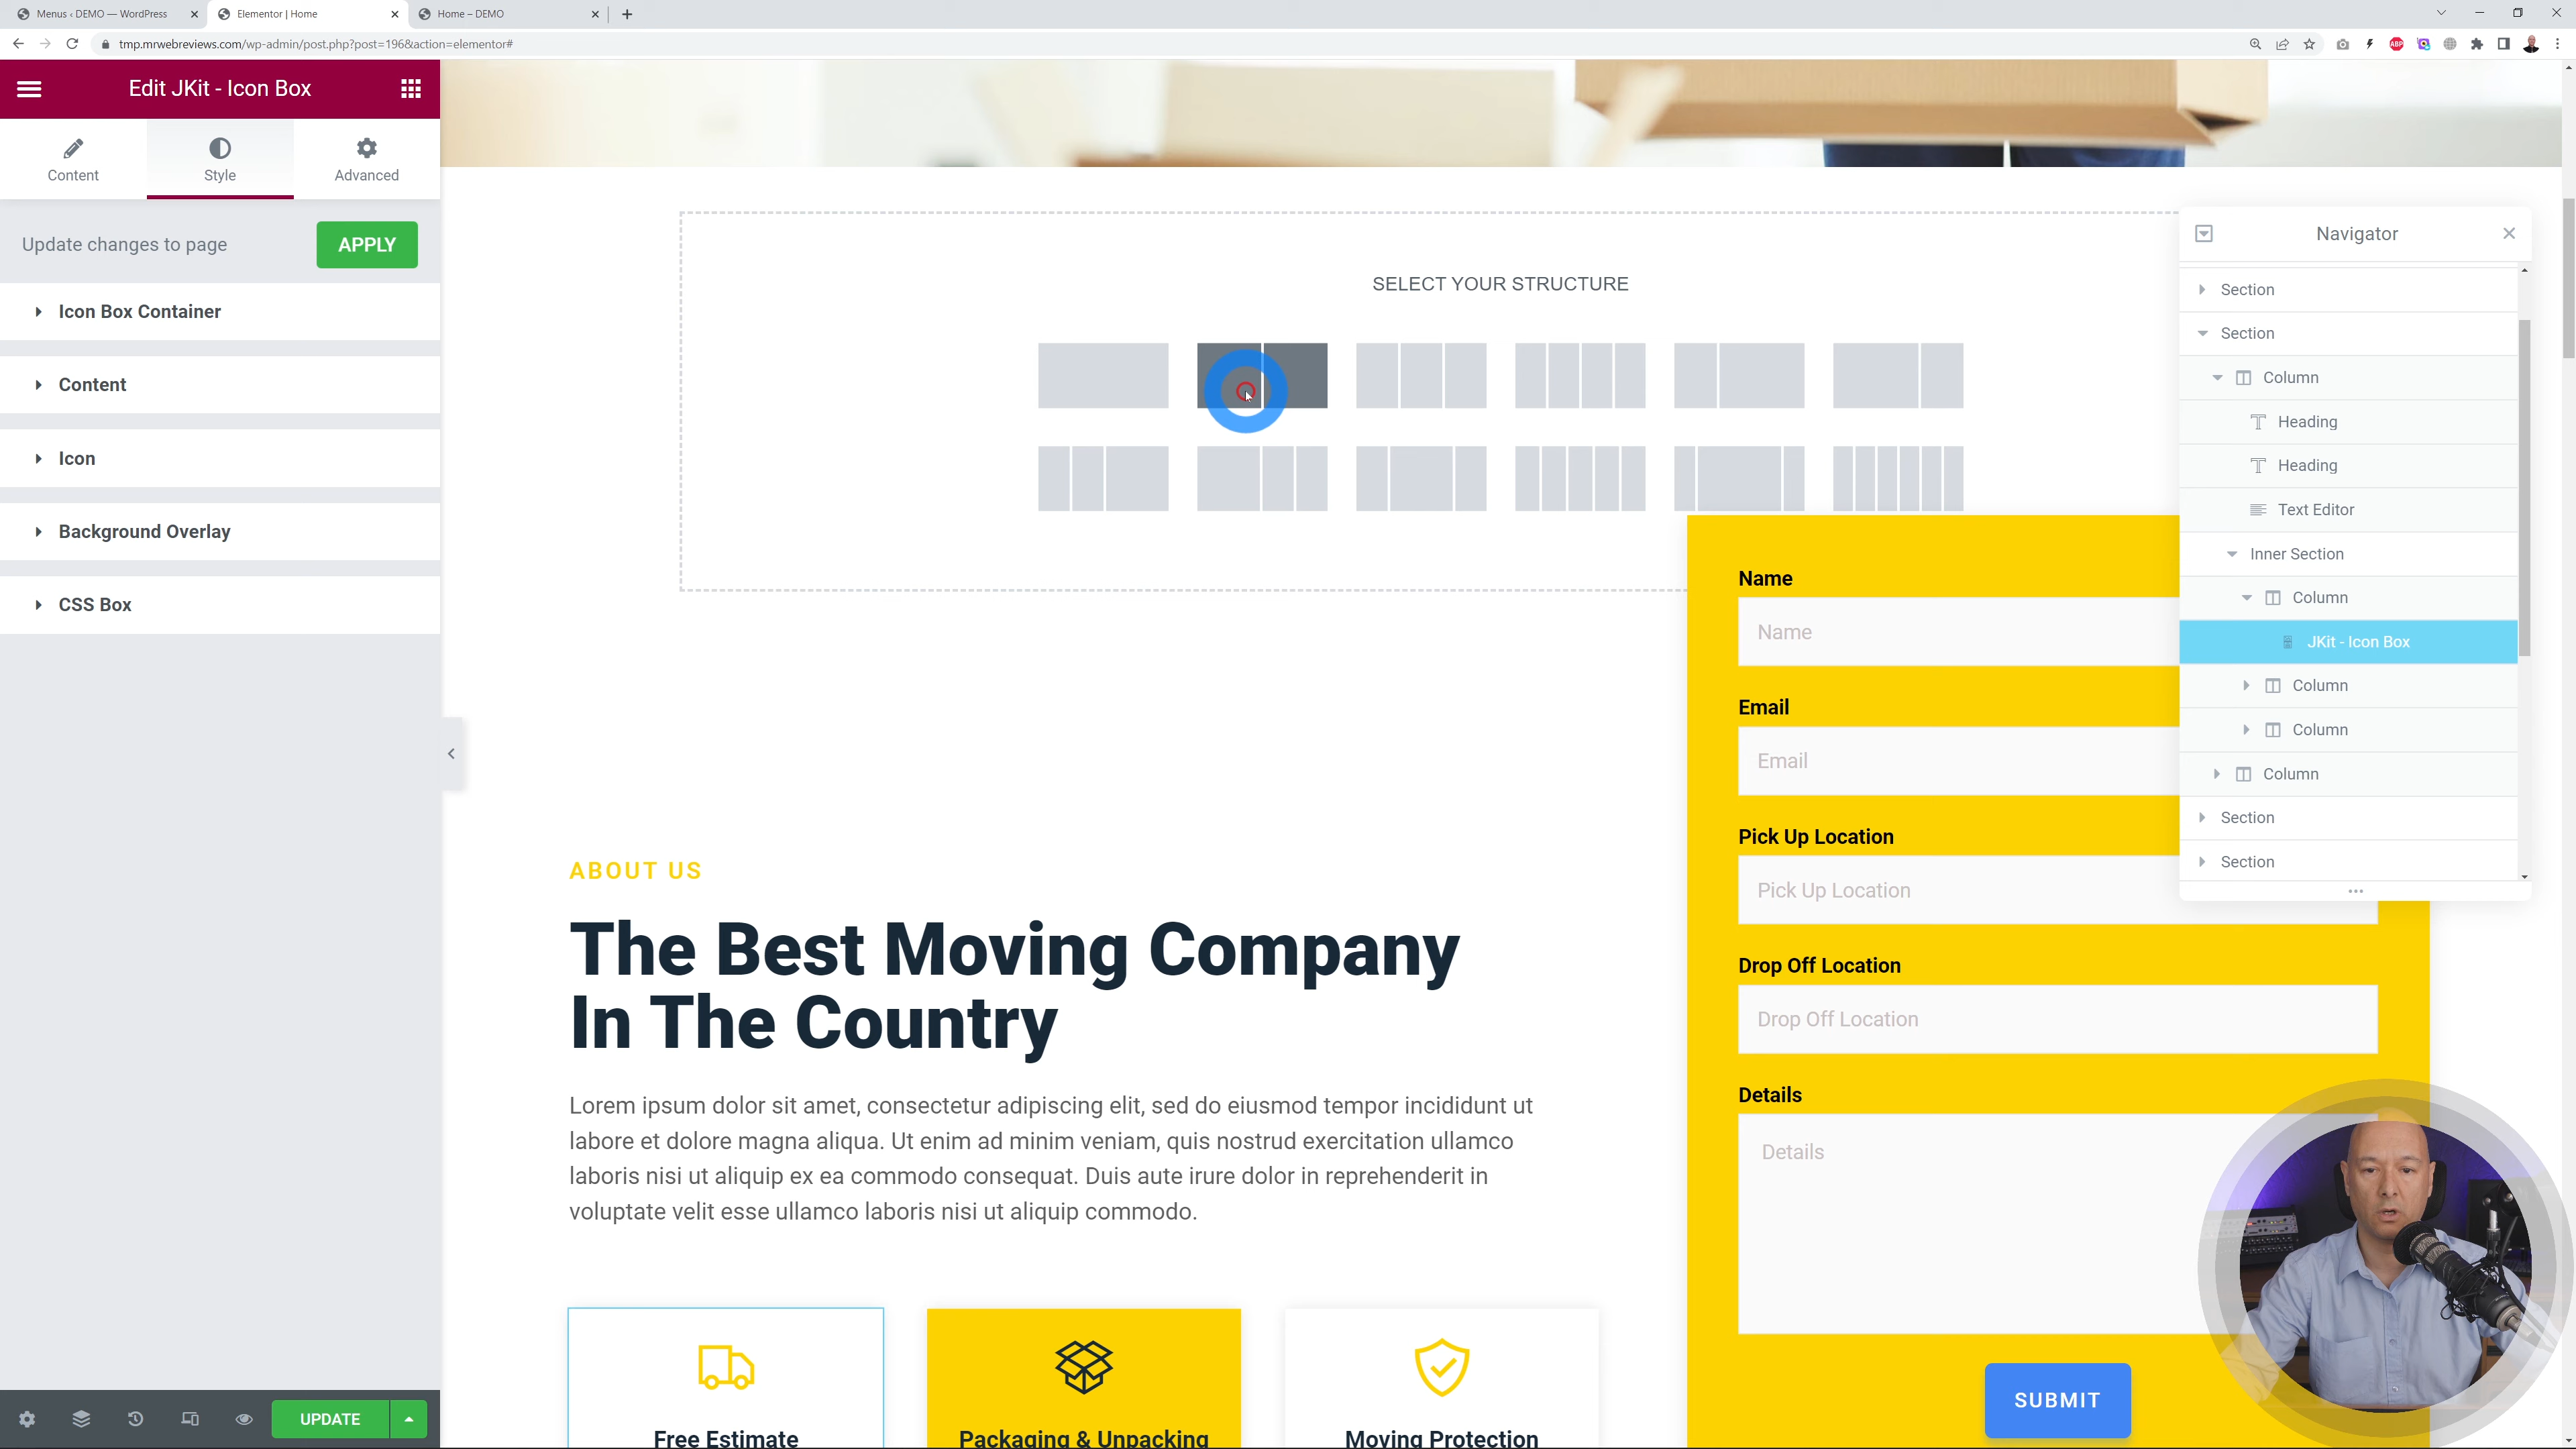 Menus ‹ DEMO — WordPress
Elementor | Home
Home – DEMO
tmp.mrwebreviews.com/wp-admin/post.php?post=196&action=elementor#
ABP
Edit JKit - Icon Box
Content
Style
Advanced
Update changes to page
APPLY
Icon Box Container
Content
Icon
Background Overlay
CSS Box
UPDATE
SELECT YOUR STRUCTURE
Name
Name
Email
Email
Pick Up Location
Pick Up Location
Drop Off Location
Drop Off Location
Details
Details
SUBMIT
ABOUT US
The Best Moving Company
In The Country
Lorem ipsum dolor sit amet, consectetur adipiscing elit, sed do eiusmod tempor incididunt ut
labore et dolore magna aliqua. Ut enim ad minim veniam, quis nostrud exercitation ullamco
laboris nisi ut aliquip ex ea commodo consequat. Duis aute irure dolor in reprehenderit in
voluptate velit esse ullamco laboris nisi ut aliquip commodo.
Free Estimate
Packaging & Unpacking
Moving Protection
Navigator
Section
Section
Column
Heading
Heading
Text Editor
Inner Section
Column
JKit - Icon Box
Column
Column
Column
Section
Section